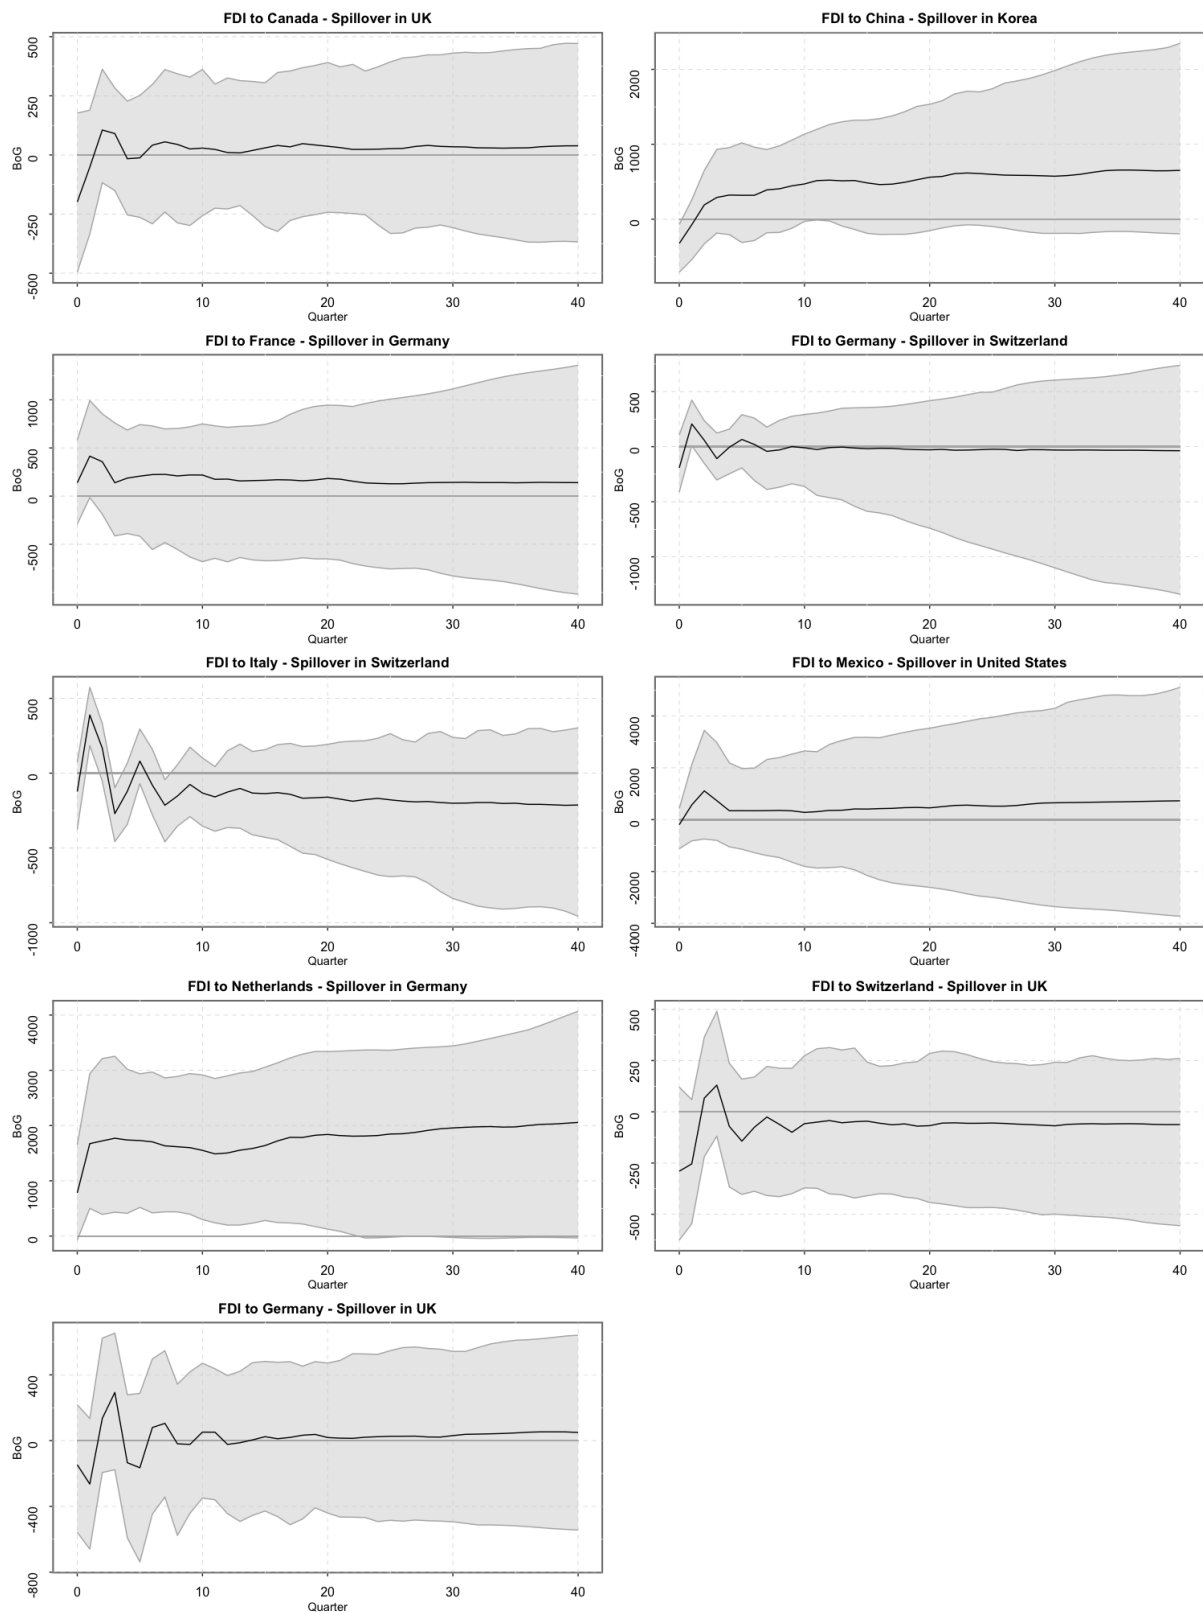 FDI to Canada - Spillover in UK
500
250
0
-250
-500
BoG
0 10 20 30 40
Quarter
FDI to China - Spillover in Korea
2000
1000
0
BoG
0 10 20 30 40
Quarter
FDI to France - Spillover in Germany
1000
500
0
-500
BoG
0 10 20 30 40
Quarter
FDI to Germany - Spillover in Switzerland
500
0
-500
-1000
BoG
0 10 20 30 40
Quarter
FDI to Italy - Spillover in Switzerland
500
0
-500
-1000
BoG
0 10 20 30 40
Quarter
FDI to Mexico - Spillover in United States
4000
2000
0
-2000
-4000
BoG
0 10 20 30 40
Quarter
FDI to Netherlands - Spillover in Germany
4000
3000
2000
1000
0
BoG
0 10 20 30 40
Quarter
FDI to Switzerland - Spillover in UK
500
250
0
-250
-500
BoG
0 10 20 30 40
Quarter
FDI to Germany - Spillover in UK
400
0
-400
-800
BoG
0 10 20 30 40
Quarter